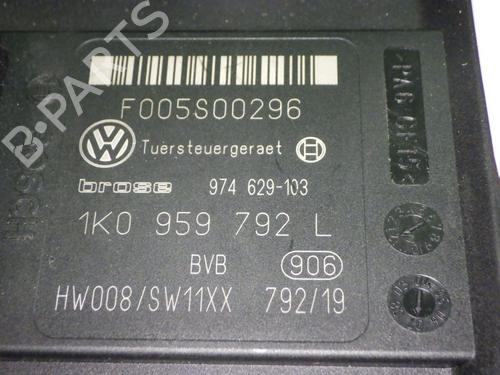 F005S00296
Tuersteuergeraet
brose 974 629-103
1K0 959 792 L
BVB 906
HW008/SW11XX 792/19
B-PARTS